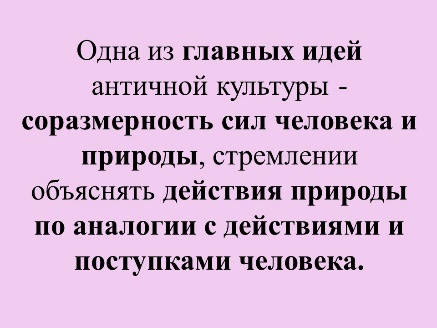 Одна из главных идей
античной культуры -
соразмерность сил человека и
природы, стремлении
объяснять действия природы
по аналогии с действиями и
поступками человека.